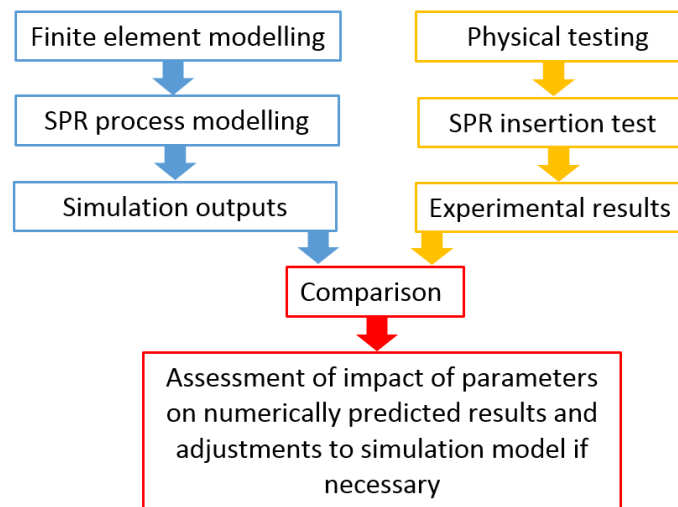 Finite element modelling
Physical testing
SPR process modelling
SPR insertion test
Simulation outputs
Experimental results
Comparison
Assessment of impact of parameters
on numerically predicted results and
adjustments to simulation model if
necessary